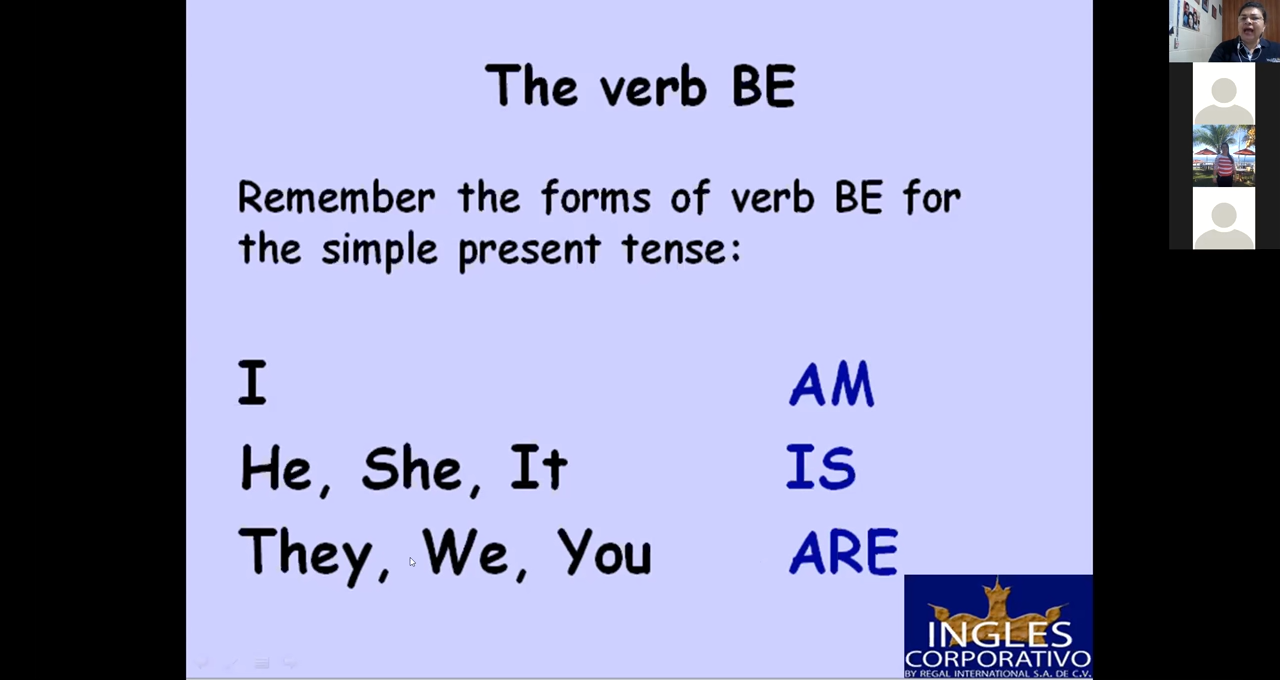 The verb BE
Remember the forms of verb BE for
the simple present tense:
I AM
He, She, It IS
They, We, You ARE
INGLES
CORPORATIVO
BY REGAL INTERNATIONAL S.A. DE C.V.